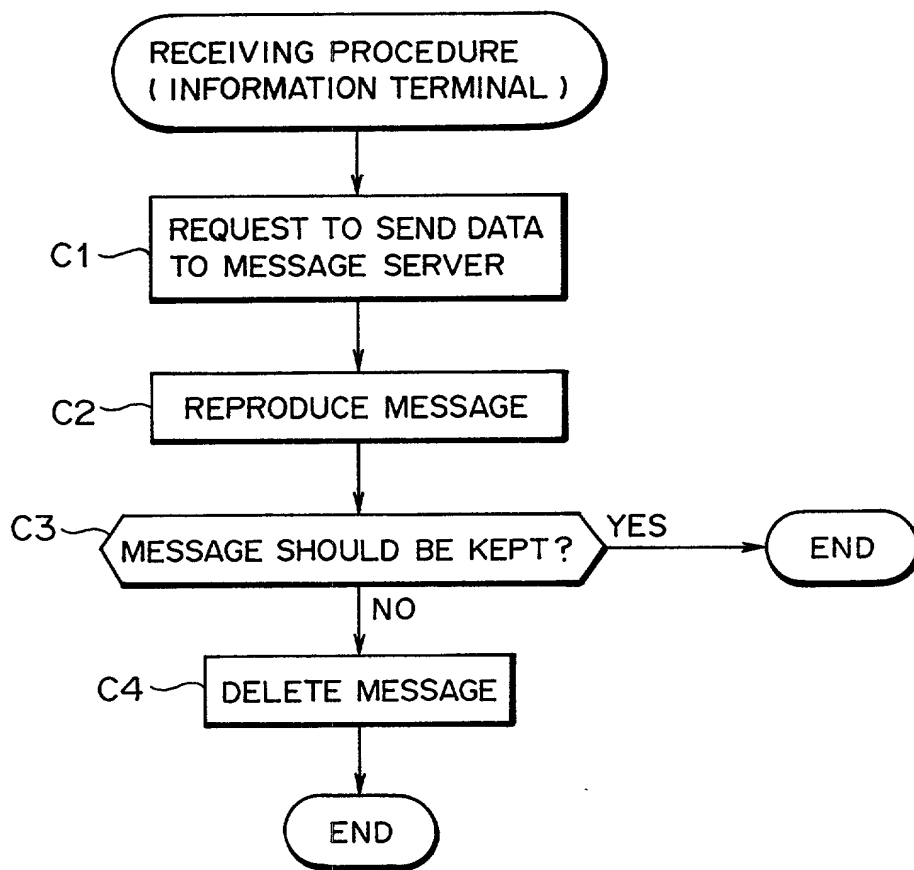 RECEIVING PROCEDURE
( INFORMATION TERMINAL )
C1
REQUEST TO SEND DATA
TO MESSAGE SERVER
C2
REPRODUCE MESSAGE
C3
MESSAGE SHOULD BE KEPT?
YES
END
NO
C4
DELETE MESSAGE
END